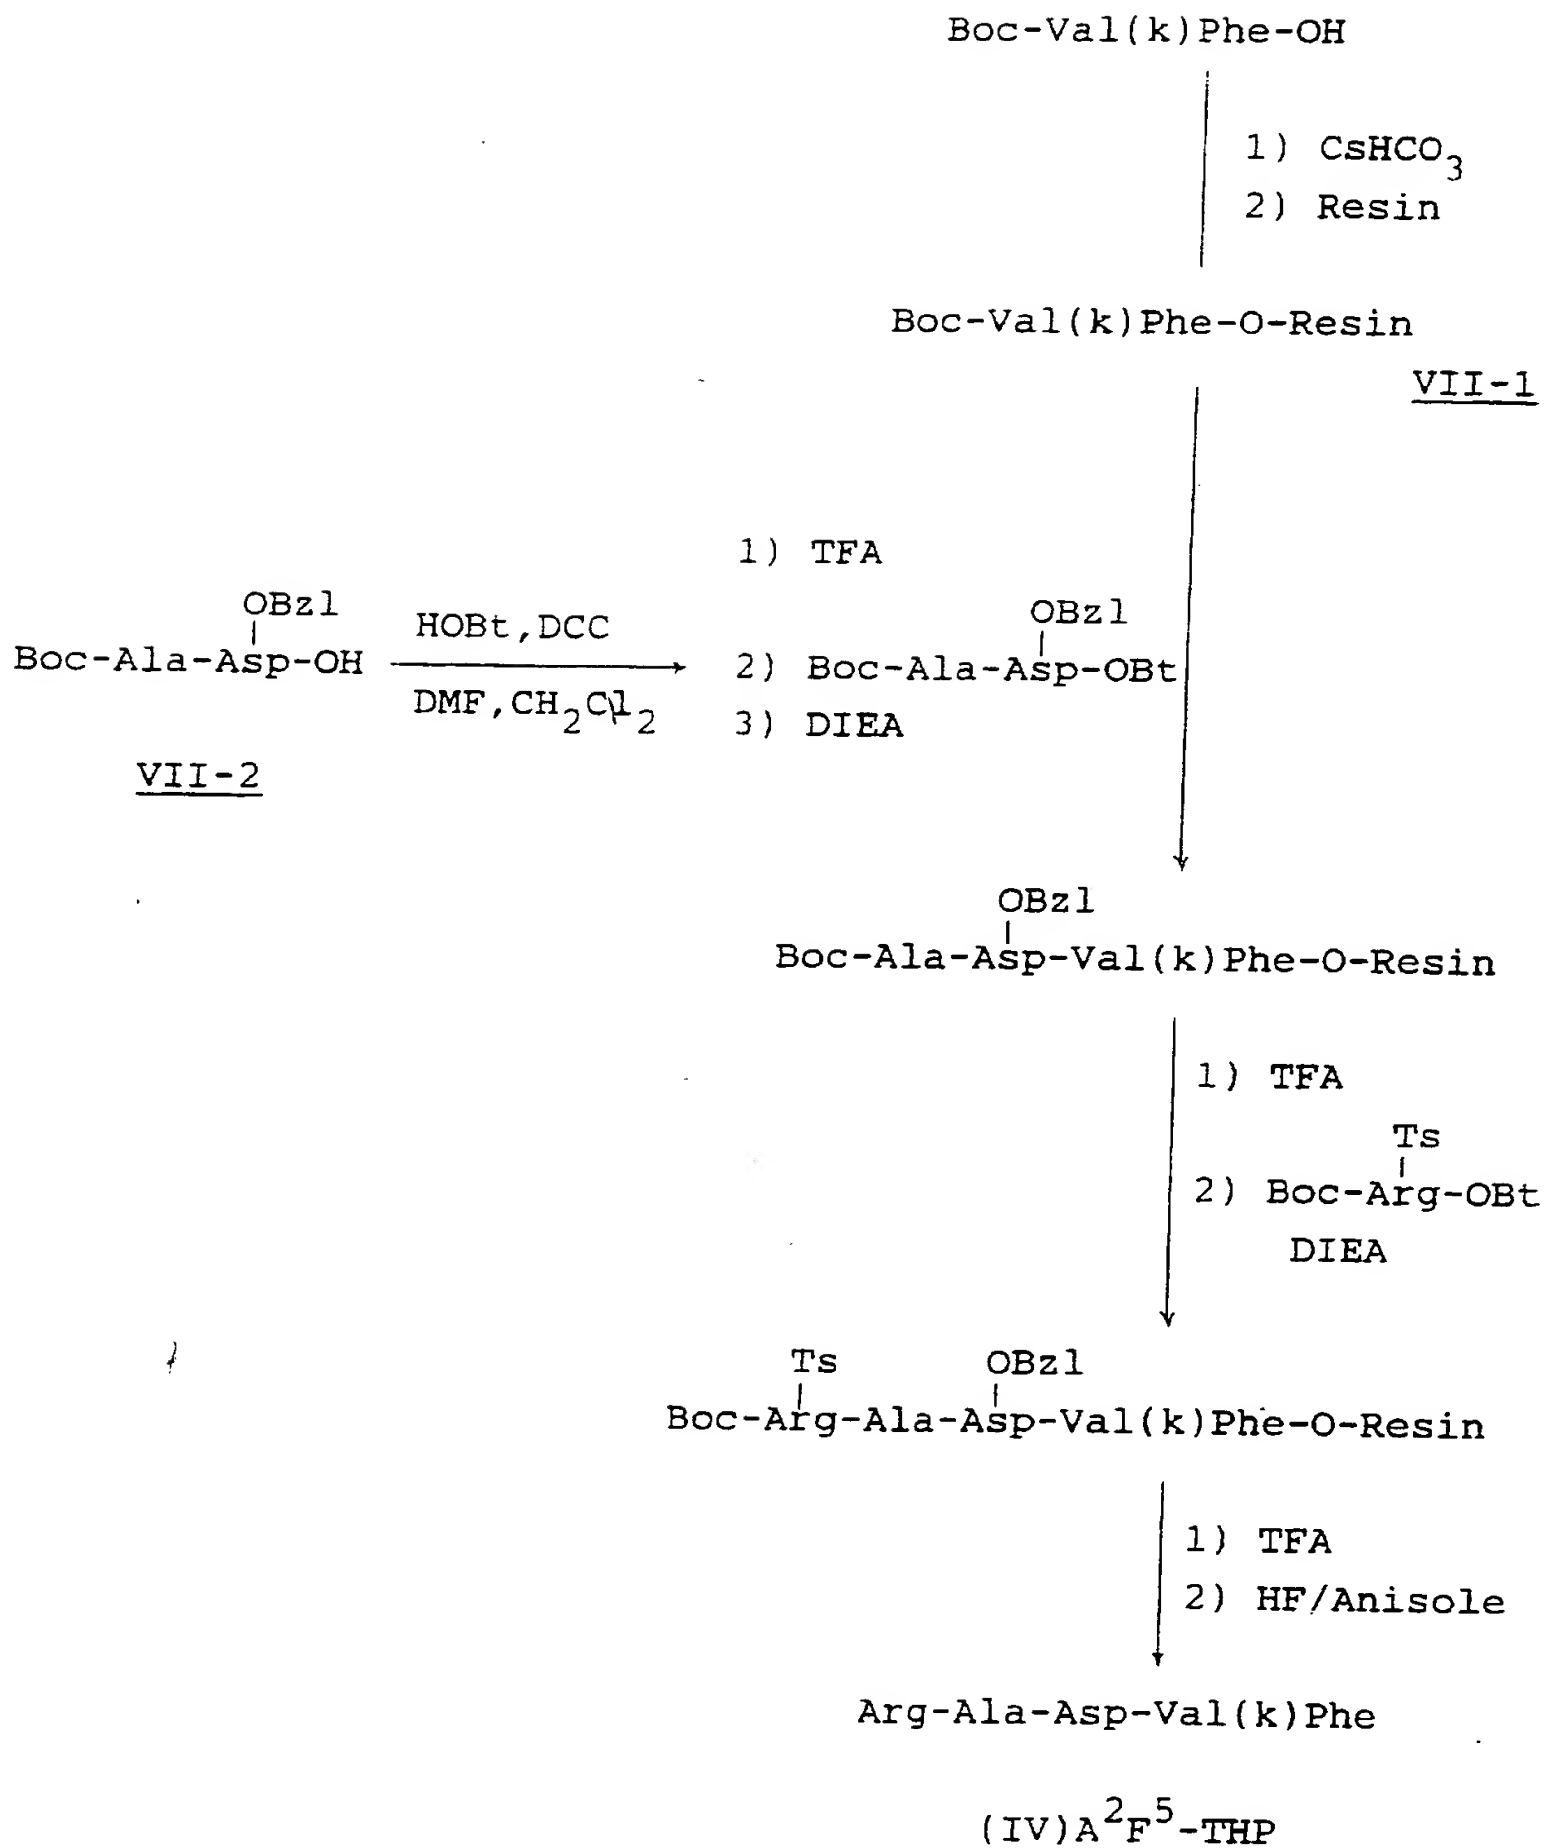 Boc-Val(k)Phe-OH
1) CsHCO3
2) Resin
Boc-Val(k)Phe-O-Resin
VII-1
1) TFA
OBzl
Boc-Ala-Asp-OH
HOBt,DCC
DMF,CH2Cl2
VII-2
OBzl
2) Boc-Ala-Asp-OBt
3) DIEA
OBzl
Boc-Ala-Asp-Val(k)Phe-O-Resin
1) TFA
Ts
2) Boc-Arg-OBt
DIEA
Ts OBzl
Boc-Arg-Ala-Asp-Val(k)Phe-O-Resin
1) TFA
2) HF/Anisole
Arg-Ala-Asp-Val(k)Phe
(IV)A2F5-THP